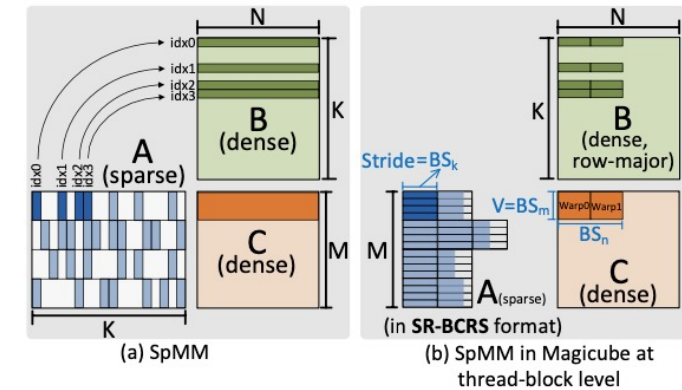 N
idx0
idx1
idx2
idx3
B
(dense)
K
A
(sparse)
idx0
idx1
idx2
idx3
C
(dense)
M
K
(a) SpMM
N
K
B
(dense,
row-major)
Stride=BSk
V=BSm
Warp0 Warp1
BSn
M
A(sparse)
C
(dense)
(in SR-BCRS format)
(b) SpMM in Magicube at
thread-block level